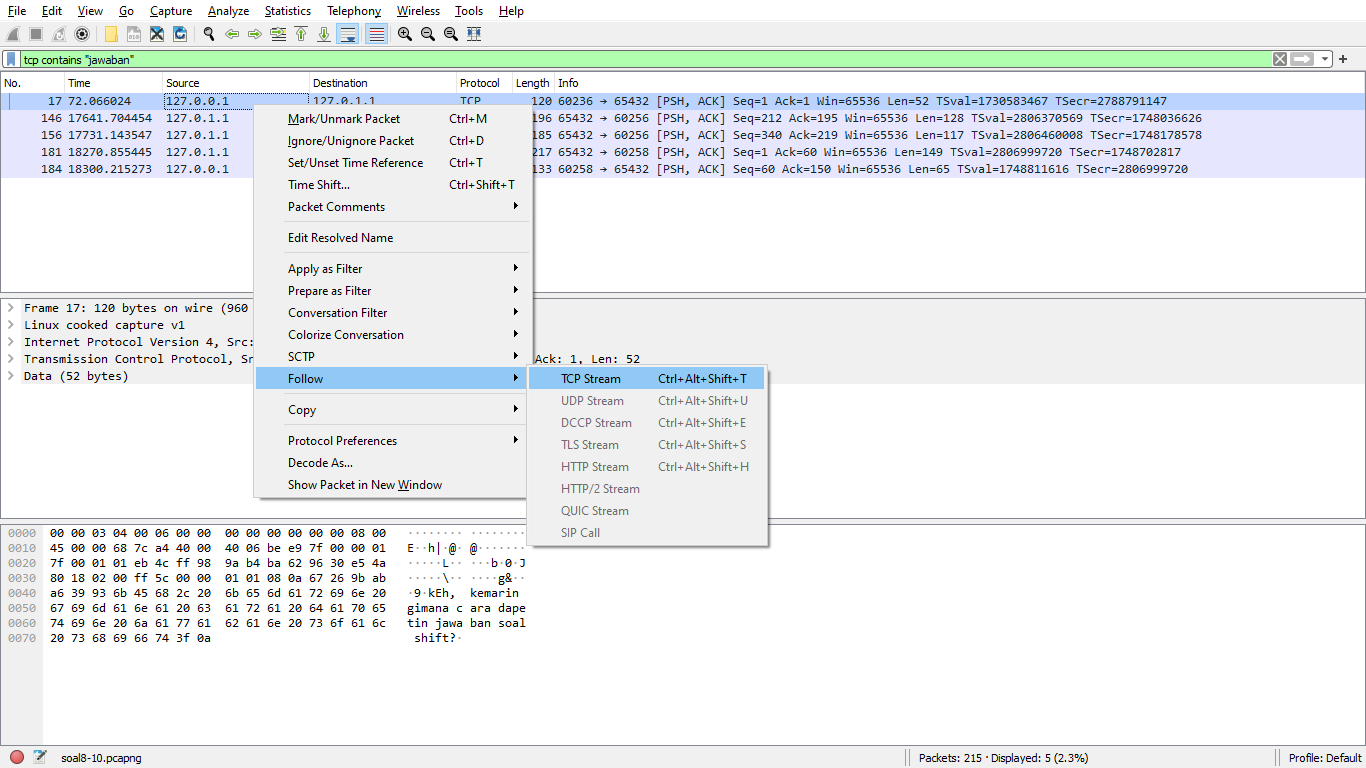 File Edit View Go Capture Analyze Statistics Telephony Wireless Tools Help
tcp contains "jawaban"
No. Time Source Destination Protocol Length Info
17 72.066024 127.0.0.1 127.0.1.1 TCP 120 60236 → 65432 [PSH, ACK] Seq=1 Ack=1 Win=65536 Len=52 TSval=1730583467 TSecr=2788791147
146 17641.704454 127.0.1.1 196 65432 → 60256 [PSH, ACK] Seq=212 Ack=195 Win=65536 Len=128 TSval=2806370569 TSecr=1748036626
156 17731.143547 127.0.1.1 185 65432 → 60256 [PSH, ACK] Seq=340 Ack=219 Win=65536 Len=117 TSval=2806460008 TSecr=1748178578
181 18270.855445 127.0.1.1 217 65432 → 60258 [PSH, ACK] Seq=1 Ack=60 Win=65536 Len=149 TSval=2806999720 TSecr=1748702817
184 18300.215273 127.0.0.1 133 60258 → 65432 [PSH, ACK] Seq=60 Ack=150 Win=65536 Len=65 TSval=1748811616 TSecr=2806999720
Mark/Unmark Packet Ctrl+M
Ignore/Unignore Packet Ctrl+D
Set/Unset Time Reference Ctrl+T
Time Shift... Ctrl+Shift+T
Packet Comments
Edit Resolved Name
Apply as Filter
Prepare as Filter
Conversation Filter
Colorize Conversation
SCTP
Follow
Copy
Protocol Preferences
Decode As...
Show Packet in New Window
TCP Stream Ctrl+Alt+Shift+T
UDP Stream Ctrl+Alt+Shift+U
DCCP Stream Ctrl+Alt+Shift+E
TLS Stream Ctrl+Alt+Shift+S
HTTP Stream Ctrl+Alt+Shift+H
HTTP/2 Stream
QUIC Stream
SIP Call
Frame 17: 120 bytes on wire (960
Linux cooked capture v1
Internet Protocol Version 4, Src:
Transmission Control Protocol, Sr Ack: 1, Len: 52
Data (52 bytes)
0000 00 00 03 04 00 06 00 00 00 00 00 00 00 00 08 00 ········ ········
0010 45 00 00 68 7c a4 40 00 40 06 be e9 7f 00 00 01 E··h|·@· @·······
0020 7f 00 01 01 eb 4c ff 98 9a b4 ba 62 96 30 e5 4a ·····L·· ···b·0·J
0030 80 18 02 00 ff 5c 00 00 01 01 08 0a 67 26 9b ab ·····\·· ····g&··
0040 a6 39 93 6b 45 68 2c 20 6b 65 6d 61 72 69 6e 20 ·9·kEh, kemarin
0050 67 69 6d 61 6e 61 20 63 61 72 61 20 64 61 70 65 gimana c ara dape
0060 74 69 6e 20 6a 61 77 61 62 61 6e 20 73 6f 61 6c tin jawa ban soal
0070 20 73 68 69 66 74 3f 0a shift?·
soal8-10.pcapng Packets: 215 · Displayed: 5 (2.3%) Profile: Default